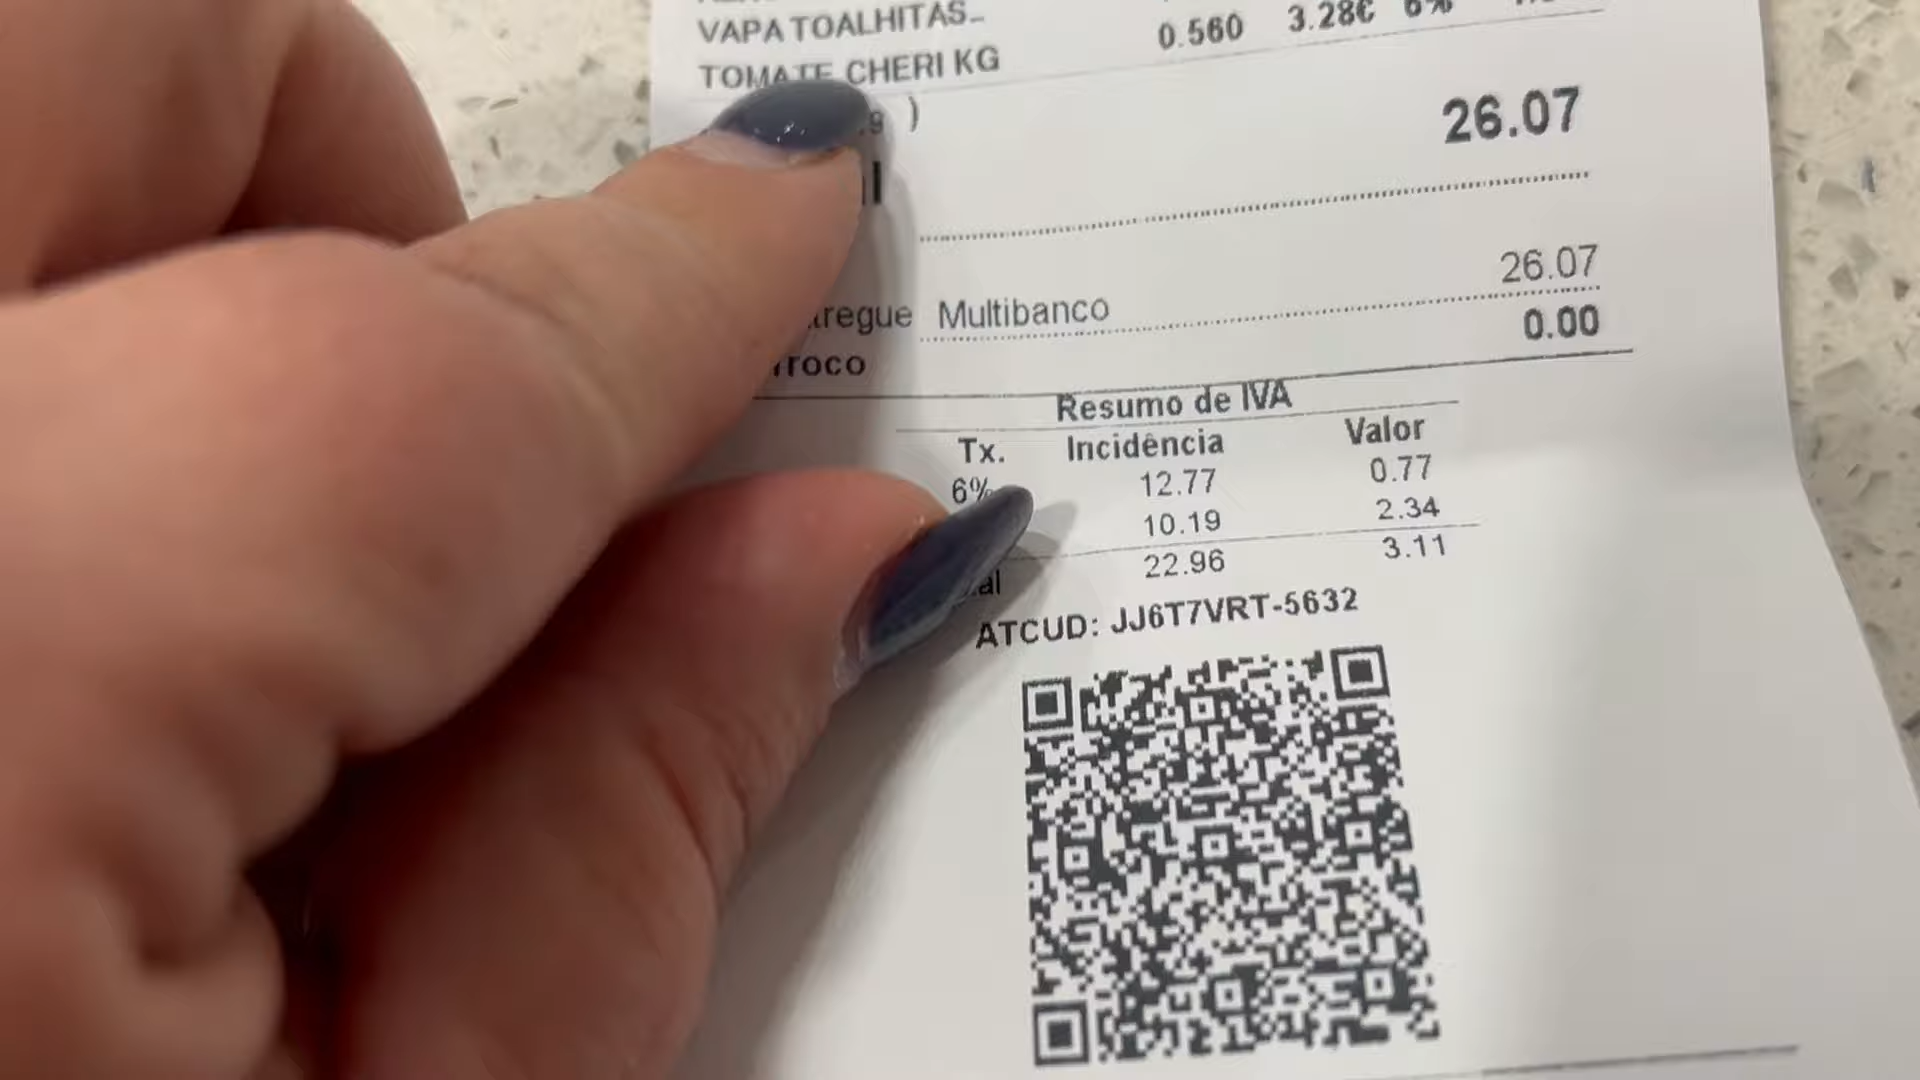 VAPA TOALHITAS..
TOMATE CHERI KG 0.560 3.28€ 6%
)
26.07
Multibanco 26.07
0.00
Resumo de IVA
Tx. Incidência Valor
6% 12.77 0.77
10.19 2.34
22.96 3.11
ATCUD: JJ6T7VRT-5632